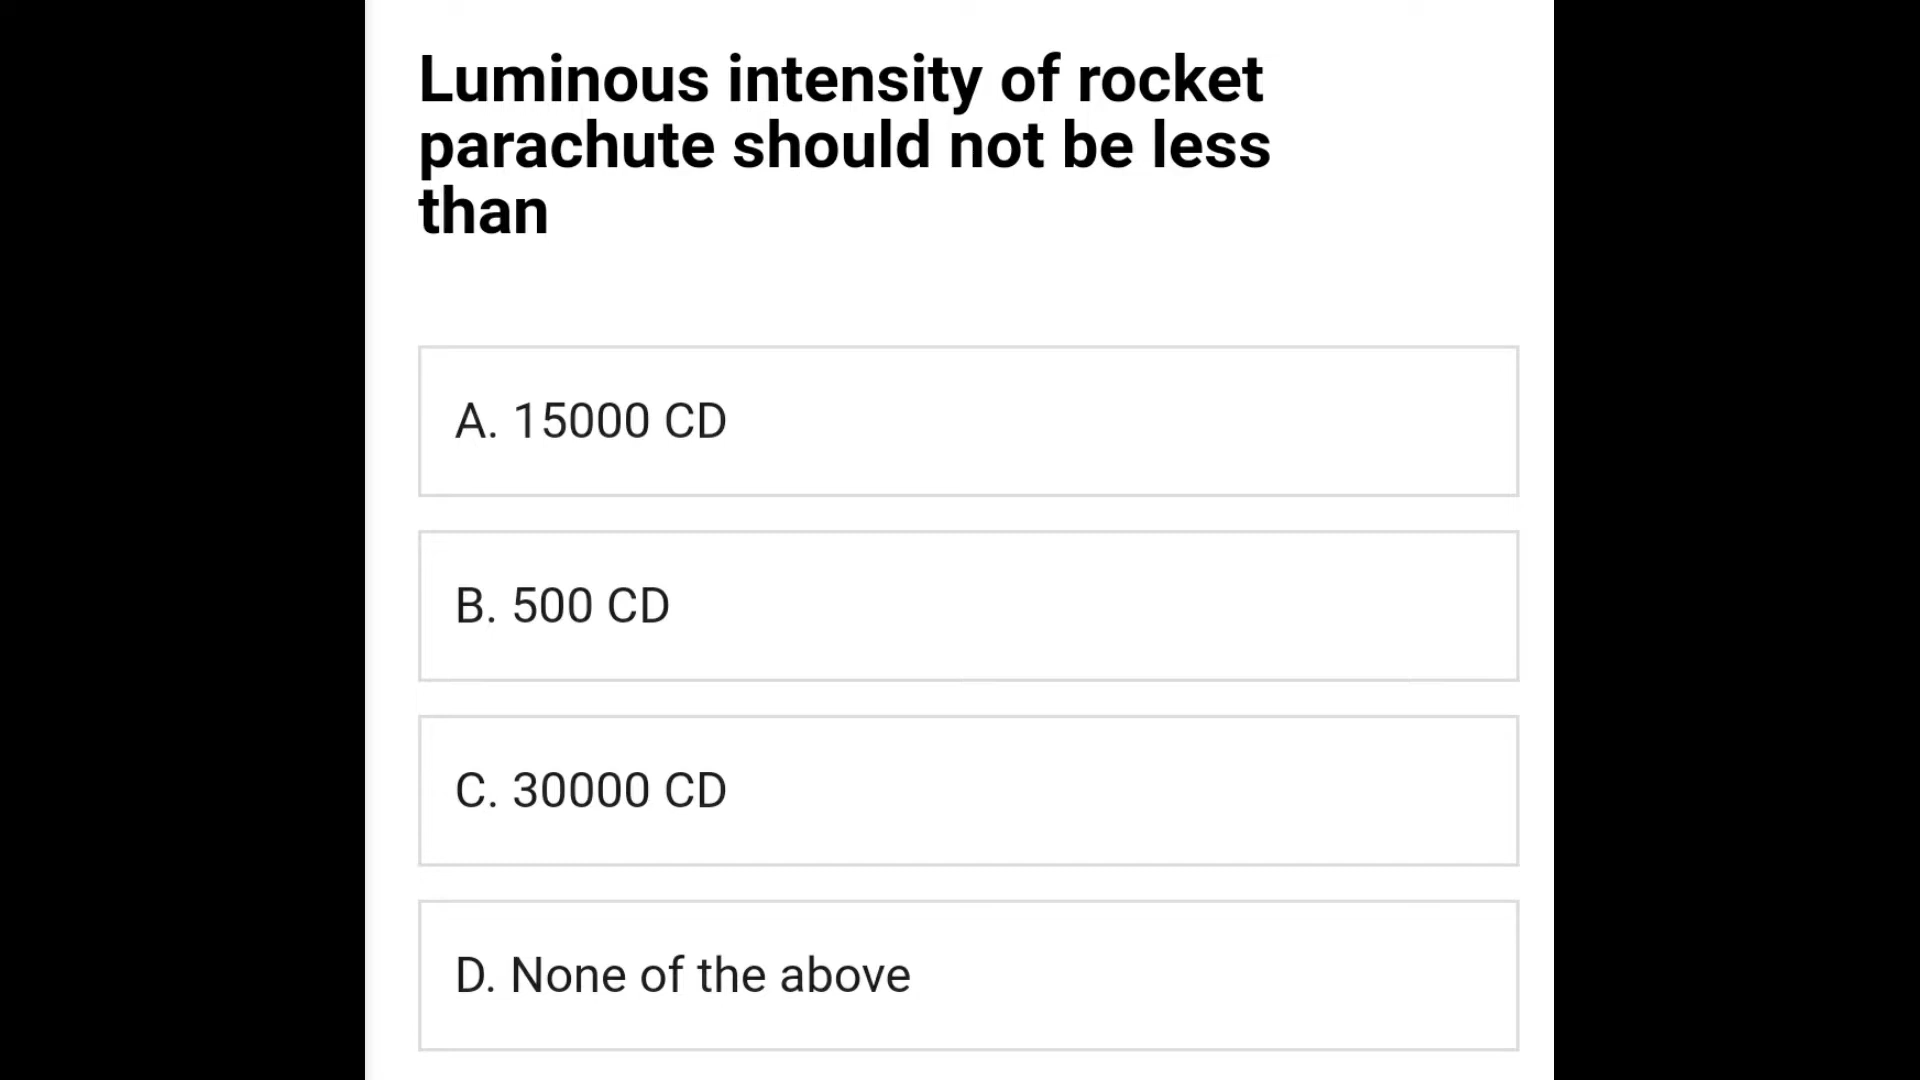 Luminous intensity of rocket
parachute should not be less
than
A. 15000 CD
B. 500 CD
C. 30000 CD
D. None of the above